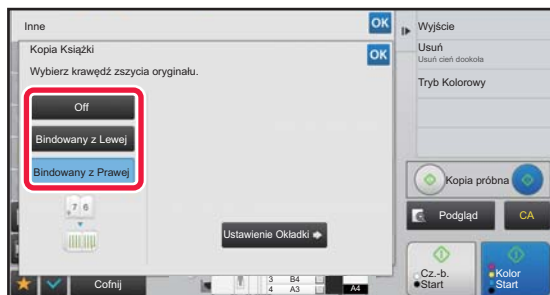 Inne
OK
Kopia Książki
OK
Wybierz krawędź zszycia oryginału.
Off
Bindowany z Lewej
Bindowany z Prawej
7 6
Ustawienie Okładki
Cofnij
3 B4
4 A3
A4
Wyjście
Usuń
Usuń cień dookoła
Tryb Kolorowy
Kopia próbna
Podgląd
CA
Cz.-b.
Start
Kolor
Start